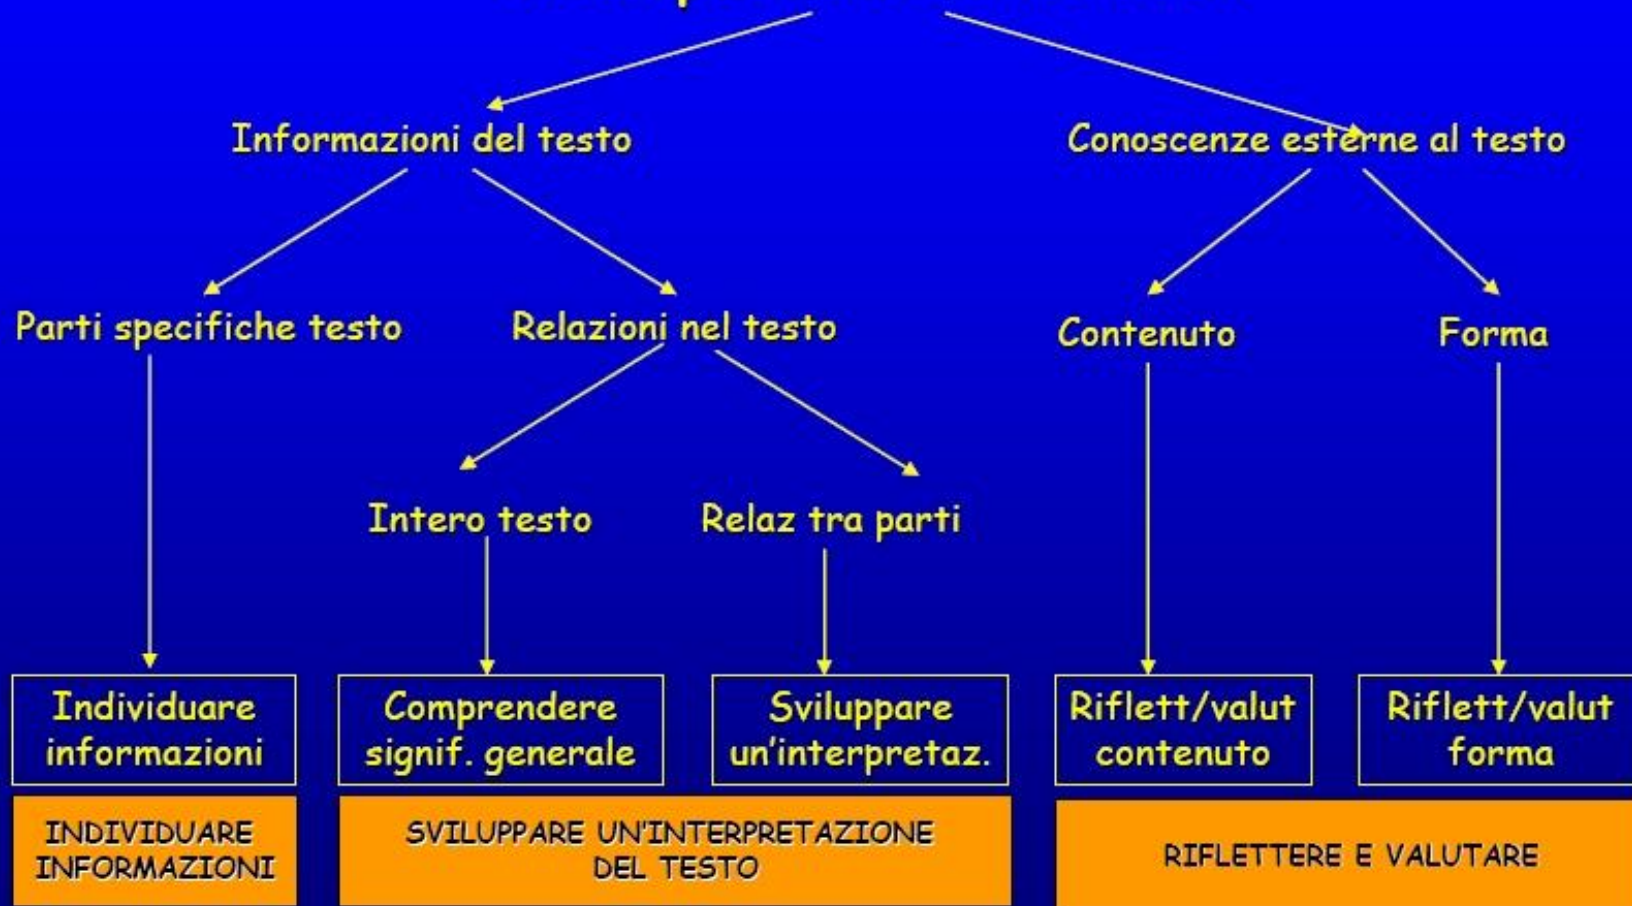 Informazioni del testo
Conoscenze esterne al testo
Parti specifiche testo
Relazioni nel testo
Contenuto
Forma
Intero testo
Relaz tra parti
Individuare
informazioni
Comprendere
signif. generale
Sviluppare
un'interpretaz.
Riflett/valut
contenuto
Riflett/valut
forma
INDIVIDUARE
INFORMAZIONI
SVILUPPARE UN'INTERPRETAZIONE
DEL TESTO
RIFLETTERE E VALUTARE